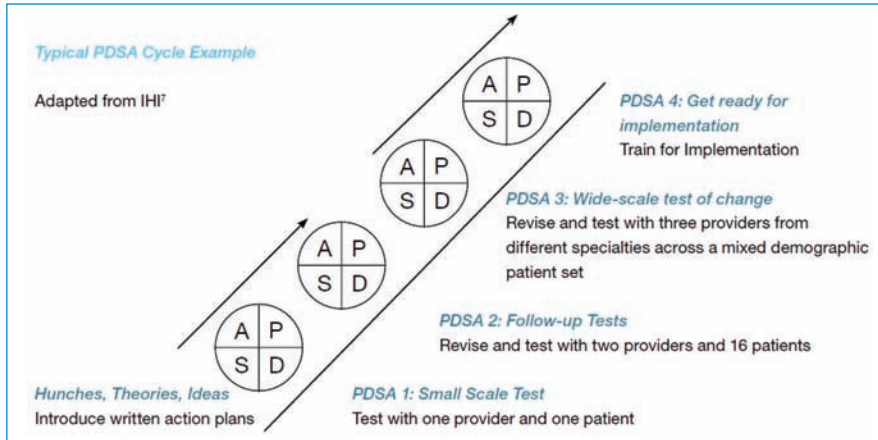 Typical PDSA Cycle Example
Adapted from IHI⁷
A P
S D
PDSA 4: Get ready for
implementation
Train for Implementation
A P
S D
PDSA 3: Wide-scale test of change
Revise and test with three providers from
different specialties across a mixed demographic
patient set
A P
S D
PDSA 2: Follow-up Tests
Revise and test with two providers and 16 patients
A P
S D
Hunches, Theories, Ideas
Introduce written action plans
PDSA 1: Small Scale Test
Test with one provider and one patient